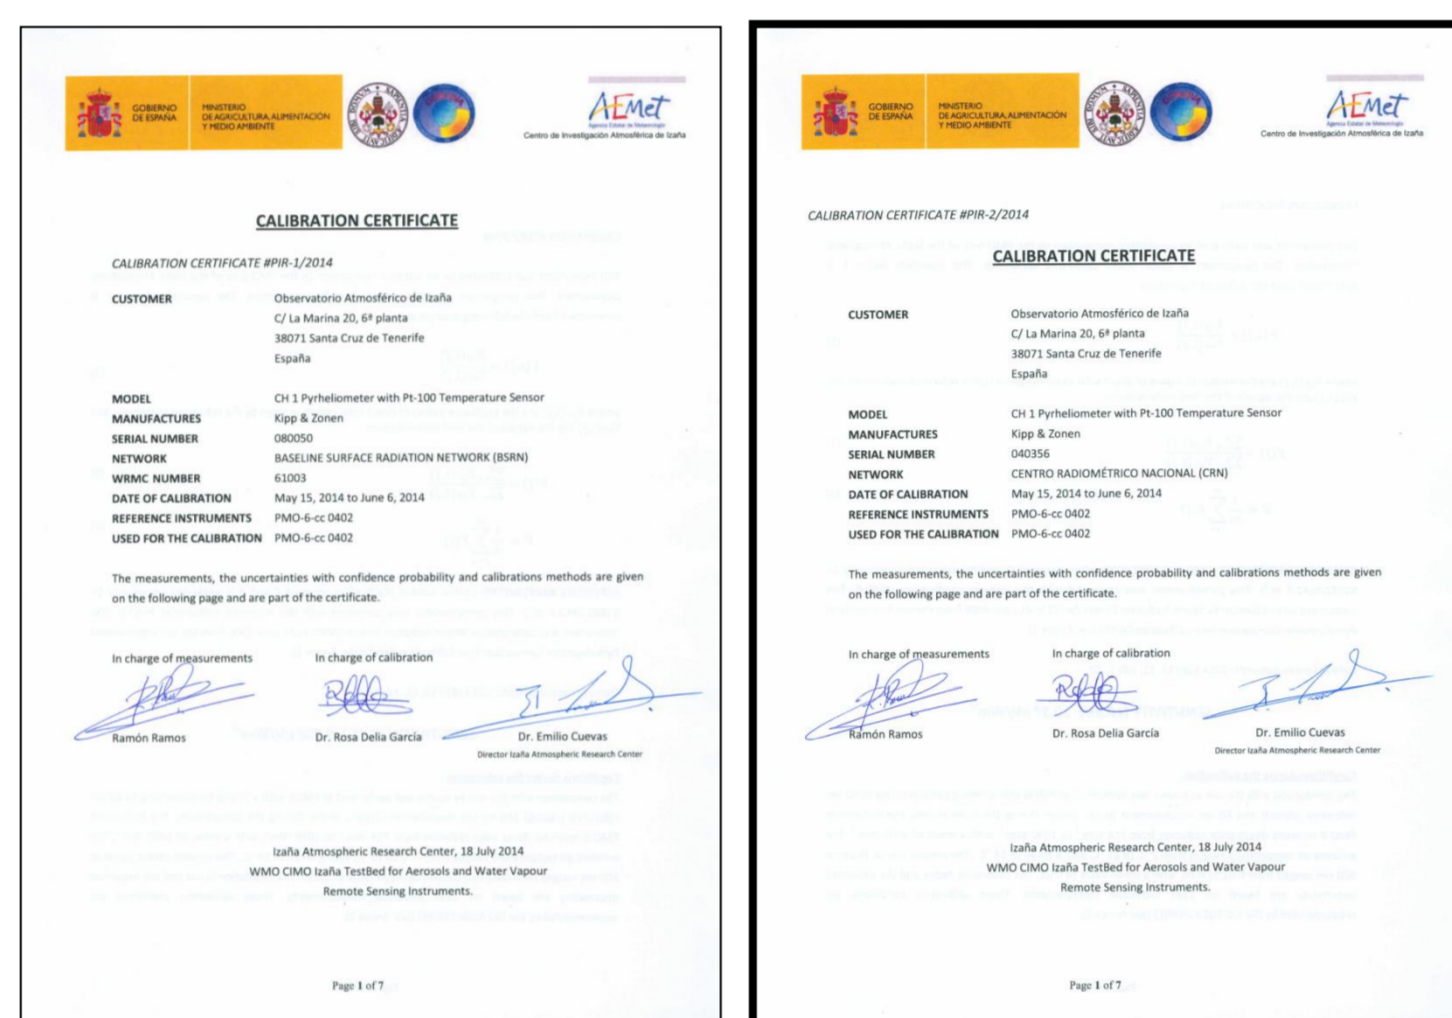 GOBIERNO
DE ESPAÑA
MINISTERIO
DE AGRICULTURA, ALIMENTACIÓN
Y MEDIO AMBIENTE
AEMet
Agencia Estatal de Meteorología
Centro de Investigación Atmosférica de Izaña
CALIBRATION CERTIFICATE
CALIBRATION CERTIFICATE #PIR-1/2014
CUSTOMER Observatorio Atmosférico de Izaña
C/ La Marina 20, 6ª planta
38071 Santa Cruz de Tenerife
España
MODEL CH 1 Pyrheliometer with Pt-100 Temperature Sensor
MANUFACTURES Kipp & Zonen
SERIAL NUMBER 080050
NETWORK BASELINE SURFACE RADIATION NETWORK (BSRN)
WRMC NUMBER 61003
DATE OF CALIBRATION May 15, 2014 to June 6, 2014
REFERENCE INSTRUMENTS PMO-6-cc 0402
USED FOR THE CALIBRATION PMO-6-cc 0402
The measurements, the uncertainties with confidence probability and calibrations methods are given
on the following page and are part of the certificate.
In charge of measurements In charge of calibration
Ramón Ramos Dr. Rosa Delia García Dr. Emilio Cuevas
Director Izaña Atmospheric Research Center
Izaña Atmospheric Research Center, 18 July 2014
WMO CIMO Izaña TestBed for Aerosols and Water Vapour
Remote Sensing Instruments.
Page 1 of 7
GOBIERNO
DE ESPAÑA
MINISTERIO
DE AGRICULTURA, ALIMENTACIÓN
Y MEDIO AMBIENTE
AEMet
Agencia Estatal de Meteorología
Centro de Investigación Atmosférica de Izaña
CALIBRATION CERTIFICATE #PIR-2/2014
CALIBRATION CERTIFICATE
CUSTOMER Observatorio Atmosférico de Izaña
C/ La Marina 20, 6ª planta
38071 Santa Cruz de Tenerife
España
MODEL CH 1 Pyrheliometer with Pt-100 Temperature Sensor
MANUFACTURES Kipp & Zonen
SERIAL NUMBER 040356
NETWORK CENTRO RADIOMÉTRICO NACIONAL (CRN)
DATE OF CALIBRATION May 15, 2014 to June 6, 2014
REFERENCE INSTRUMENTS PMO-6-cc 0402
USED FOR THE CALIBRATION PMO-6-cc 0402
The measurements, the uncertainties with confidence probability and calibrations methods are given
on the following page and are part of the certificate.
In charge of measurements In charge of calibration
Ramón Ramos Dr. Rosa Delia García Dr. Emilio Cuevas
Director Izaña Atmospheric Research Center
Izaña Atmospheric Research Center, 18 July 2014
WMO CIMO Izaña TestBed for Aerosols and Water Vapour
Remote Sensing Instruments.
Page 1 of 7